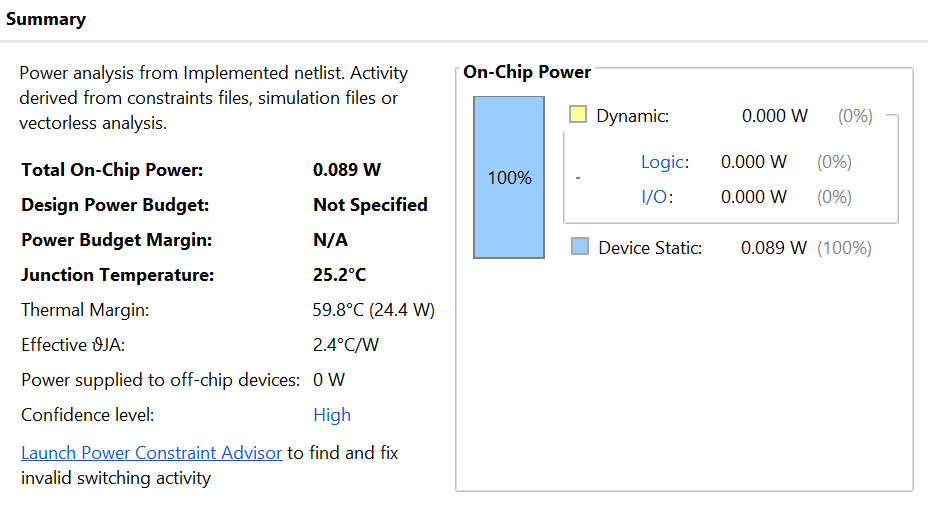 Summary
Power analysis from Implemented netlist. Activity
derived from constraints files, simulation files or
vectorless analysis.
Total On-Chip Power: 0.089 W
Design Power Budget: Not Specified
Power Budget Margin: N/A
Junction Temperature: 25.2°C
Thermal Margin: 59.8°C (24.4 W)
Effective ϑJA: 2.4°C/W
Power supplied to off-chip devices: 0 W
Confidence level: High
Launch Power Constraint Advisor to find and fix
invalid switching activity
On-Chip Power
100%
Dynamic: 0.000 W (0%)
Logic: 0.000 W (0%)
-
I/O: 0.000 W (0%)
Device Static: 0.089 W (100%)